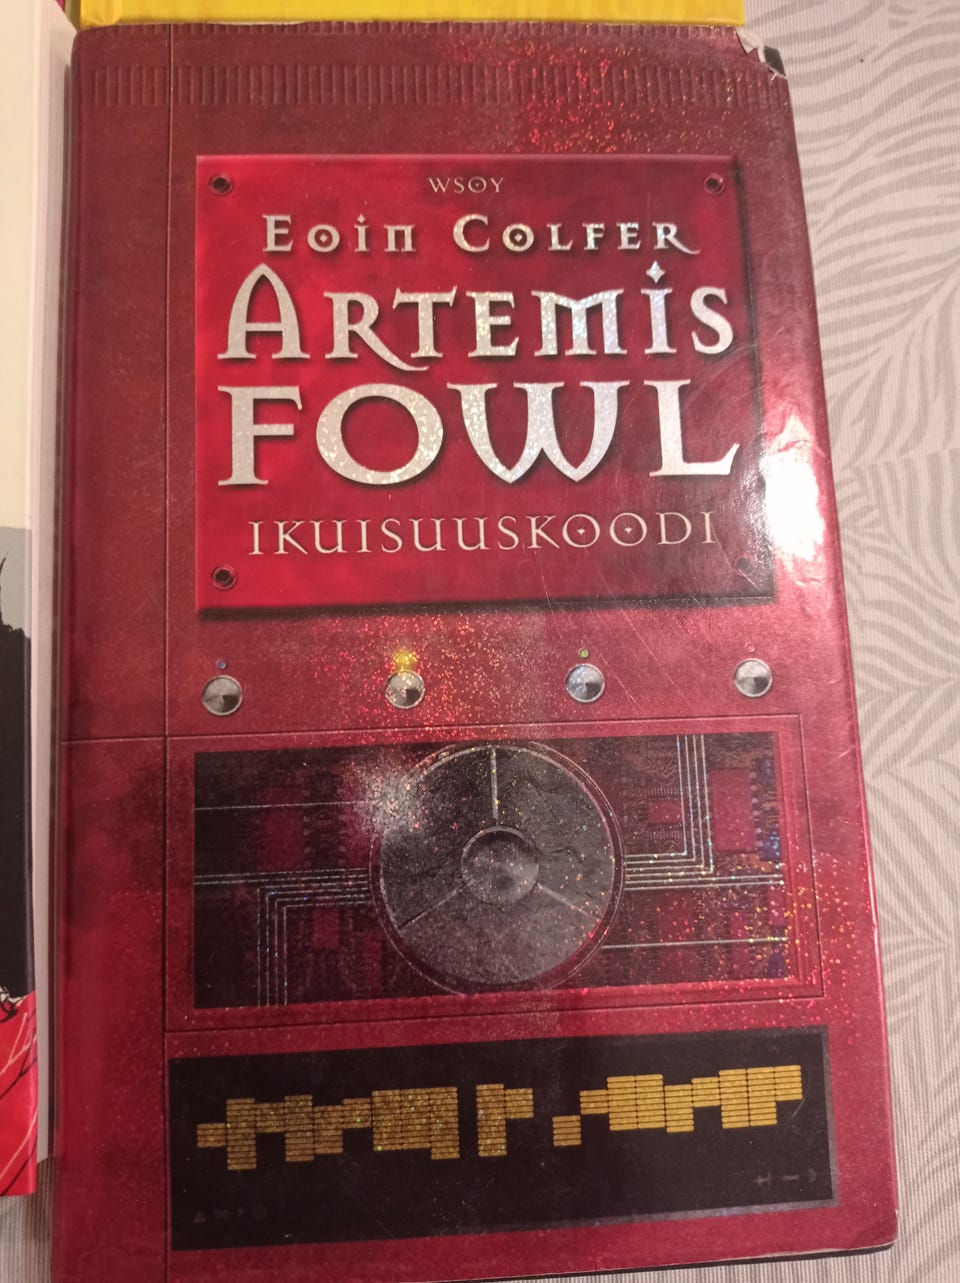 WSOY
EOIN COLFER
ARTEMIS
FOWL
IKUISUUSKOODI